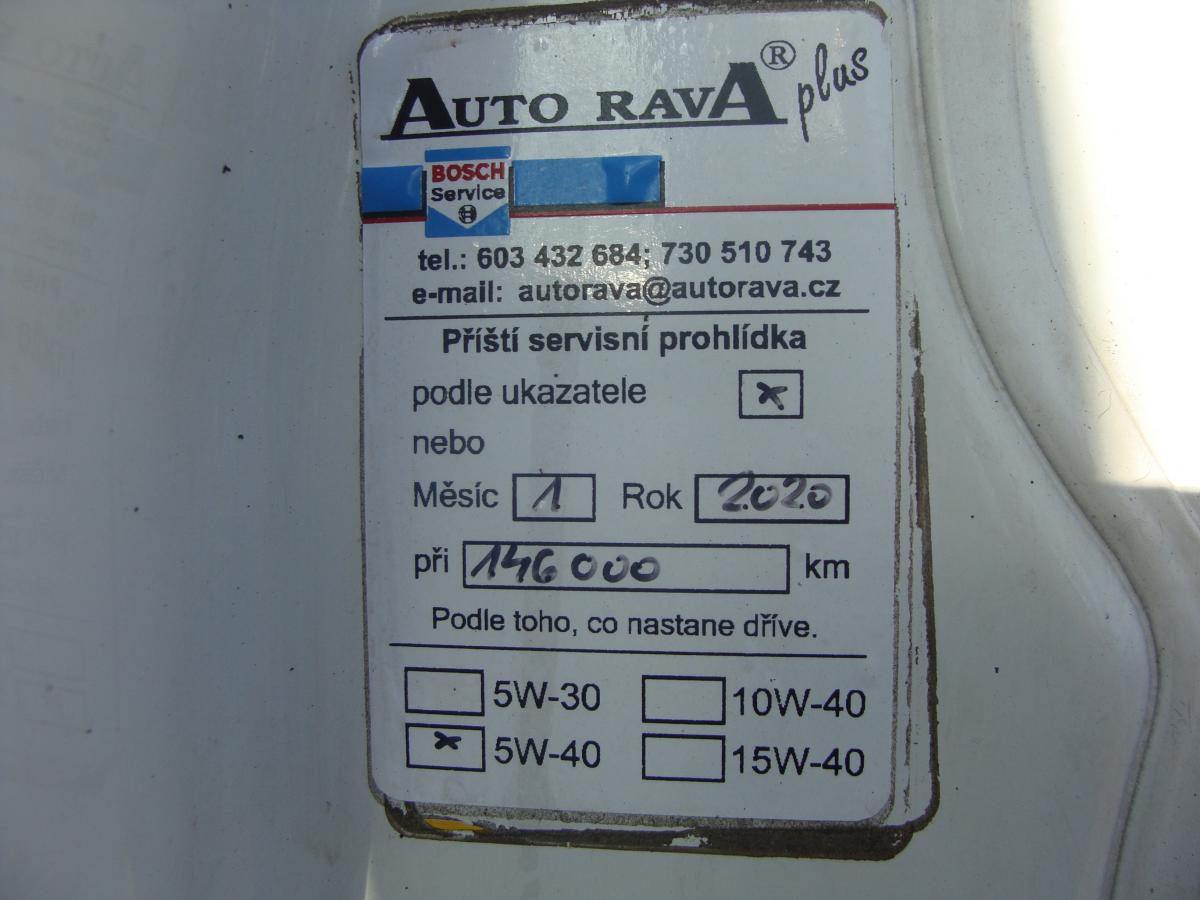 AUTO RAVA® plus
BOSCH
Service
tel.: 603 432 684; 730 510 743
e-mail: autorava@autorava.cz
Příští servisní prohlídka
podle ukazatele x
nebo
Měsíc 1 Rok 2020
při 146 000 km
Podle toho, co nastane dříve.
5W-30 10W-40
x 5W-40 15W-40